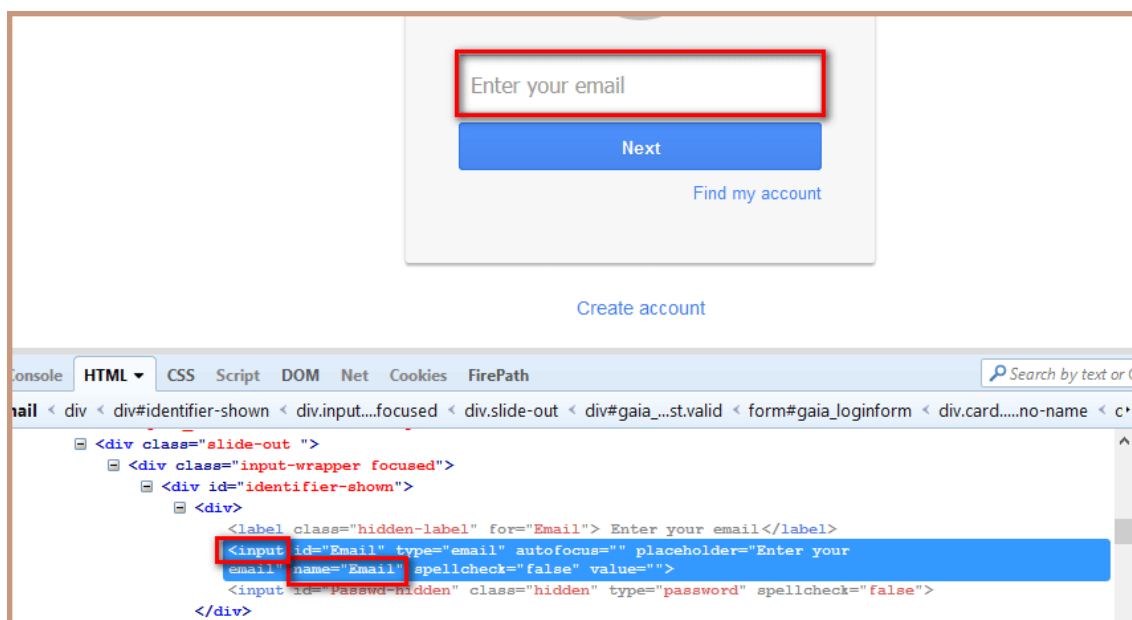 Enter your email
Next
Find my account
Create account
Console HTML CSS Script DOM Net Cookies FirePath Search by text or
mail < div < div#identifier-shown < div.input....focused < div.slide-out < div#gaia_...st.valid < form#gaia_loginform < div.card.....no-name <
<div class="slide-out ">
<div class="input-wrapper focused">
<div id="identifier-shown">
<div>
<label class="hidden-label" for="Email"> Enter your email</label>
<input id="Email" type="email" autofocus="" placeholder="Enter your
email" name="Email" spellcheck="false" value="">
<input id="Passwd-hidden" class="hidden" type="password" spellcheck="false">
</div>